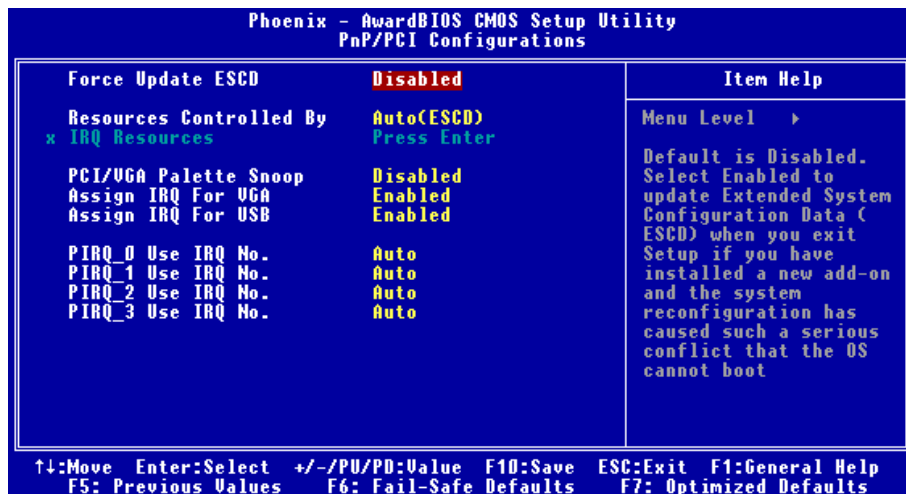 Phoenix - AwardBIOS CMOS Setup Utility
PnP/PCI Configurations
Force Update ESCD Disabled
Resources Controlled By Auto(ESCD)
x IRQ Resources Press Enter
PCI/VGA Palette Snoop Disabled
Assign IRQ For VGA Enabled
Assign IRQ For USB Enabled
PIRQ_0 Use IRQ No. Auto
PIRQ_1 Use IRQ No. Auto
PIRQ_2 Use IRQ No. Auto
PIRQ_3 Use IRQ No. Auto
Item Help
Menu Level ▸
Default is Disabled.
Select Enabled to
update Extended System
Configuration Data (
ESCD) when you exit
Setup if you have
installed a new add-on
and the system
reconfiguration has
caused such a serious
conflict that the OS
cannot boot
↑↓:Move Enter:Select +/-/PU/PD:Value F10:Save ESC:Exit F1:General Help
F5: Previous Values F6: Fail-Safe Defaults F7: Optimized Defaults